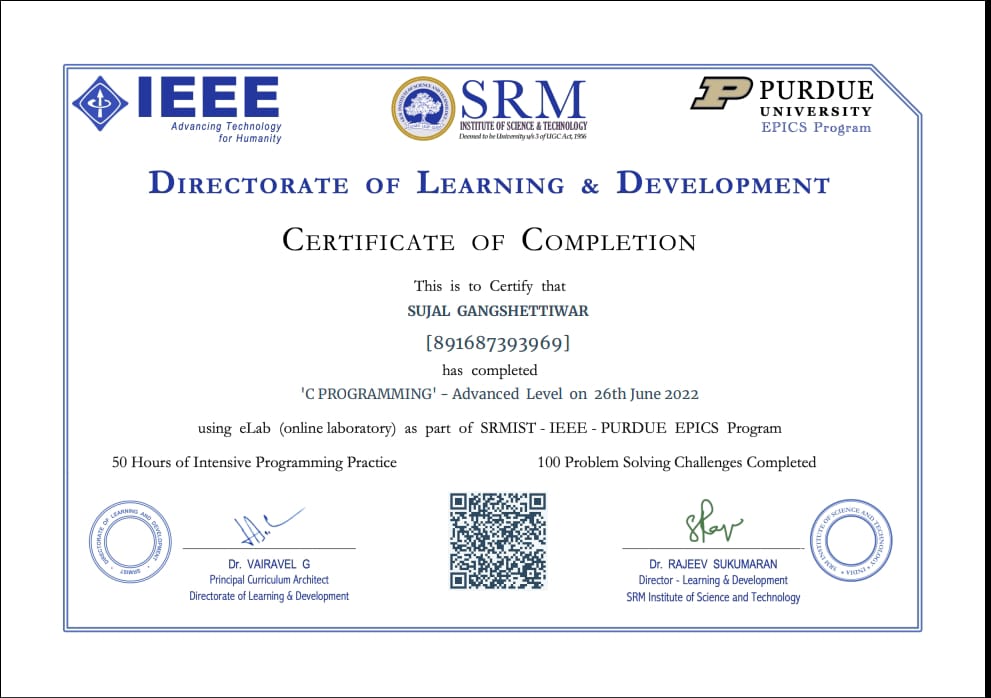 IEEE
Advancing Technology
for Humanity
SRM
INSTITUTE OF SCIENCE & TECHNOLOGY
Deemed to be University u/s 3 of UGC Act, 1956
PURDUE
UNIVERSITY
EPICS Program
DIRECTORATE OF LEARNING & DEVELOPMENT
CERTIFICATE OF COMPLETION
This is to Certify that
SUJAL GANGSHETTIWAR
[891687393969]
has completed
'C PROGRAMMING' - Advanced Level on 26th June 2022
using eLab (online laboratory) as part of SRMIST - IEEE - PURDUE EPICS Program
50 Hours of Intensive Programming Practice
100 Problem Solving Challenges Completed
DIRECTORATE OF LEARNING AND DEVELOPMENT
SRMIST
Dr. VAIRAVEL G
Principal Curriculum Architect
Directorate of Learning & Development
Dr. RAJEEV SUKUMARAN
Director - Learning & Development
SRM Institute of Science and Technology
SRM INSTITUTE OF SCIENCE AND TECHNOLOGY
INDIA